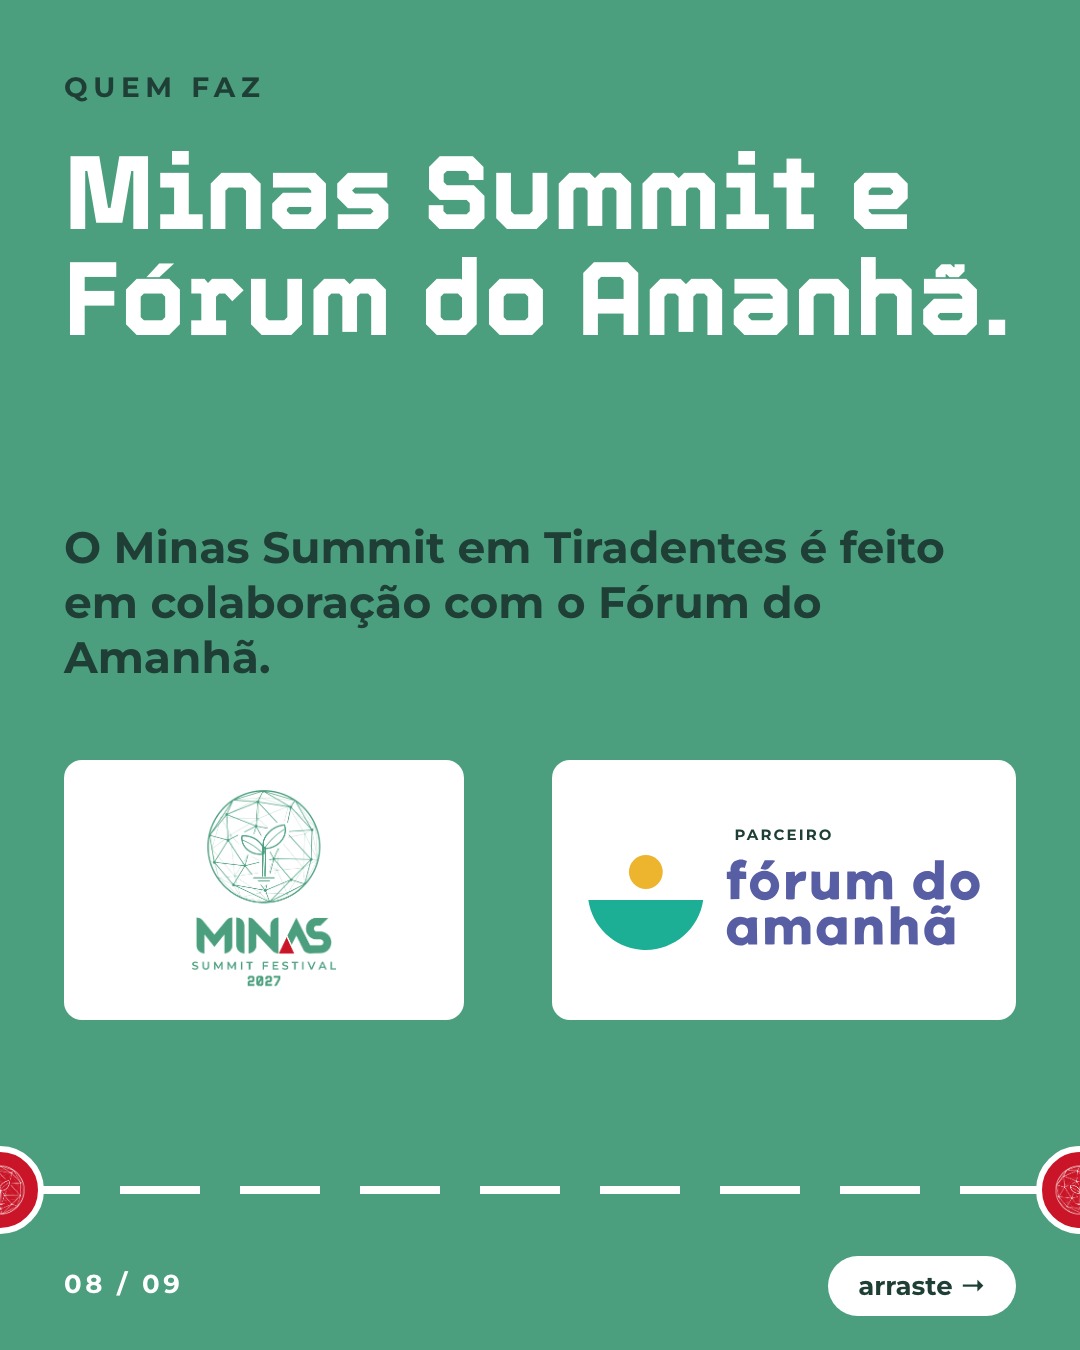 QUEM FAZ
Minas Summit e
Fórum do Amanhã.
O Minas Summit em Tiradentes é feito
em colaboração com o Fórum do
Amanhã.
MINAS
SUMMIT FESTIVAL
2027
PARCEIRO
fórum do
amanhã
08 / 09
arraste →